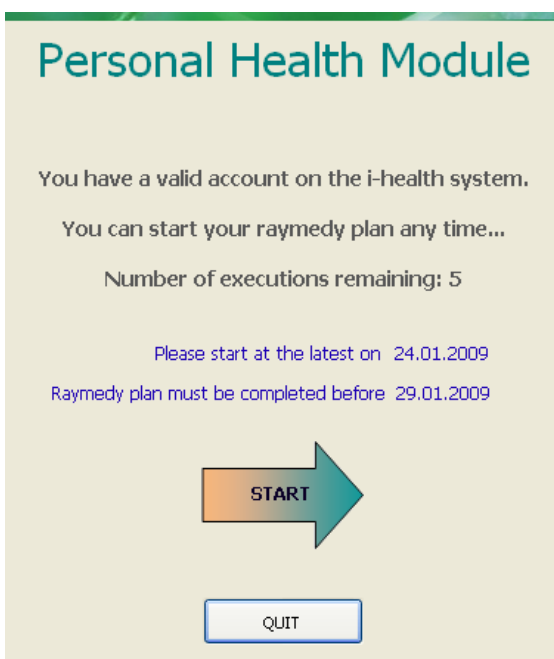 Personal Health Module
You have a valid account on the i-health system.
You can start your raymedy plan any time...
Number of executions remaining: 5
Please start at the latest on 24.01.2009
Raymedy plan must be completed before 29.01.2009
START
QUIT